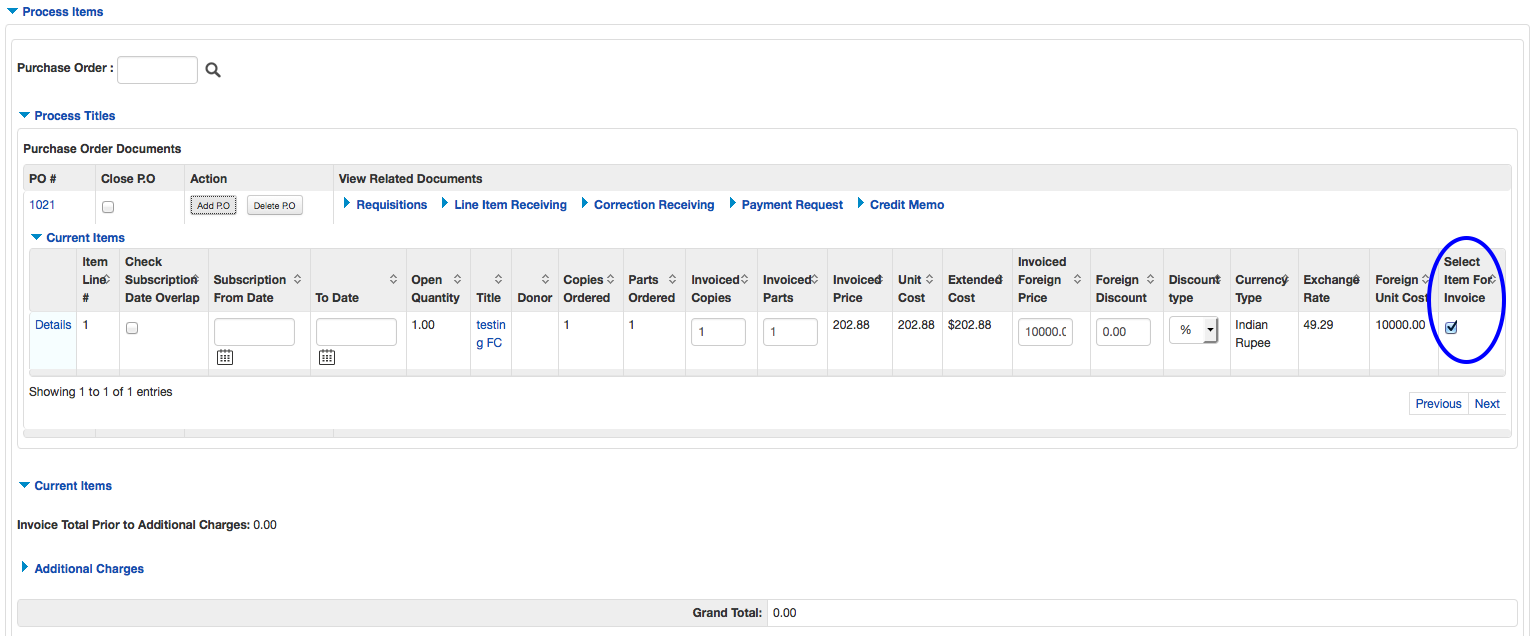 Process Items
Purchase Order :
Process Titles
Purchase Order Documents
PO # Close P.O Action View Related Documents
1021 Add P.O Delete P.O Requisitions Line Item Receiving Correction Receiving Payment Request Credit Memo
Current Items
Item Check Invoiced Select
Line Subscription Subscription Open Copies Parts Invoiced Invoiced Invoiced Unit Extended Foreign Foreign Discount Currency Exchange Foreign Item For
# Date Overlap From Date To Date Quantity Title Donor Ordered Ordered Copies Parts Price Cost Cost Price Discount type Type Rate Unit Cost Invoice
Details 1 1.00 testin 1 1 1 1 202.88 202.88 $202.88 10000.0 0.00 % Indian 49.29 10000.00
g FC Rupee
Showing 1 to 1 of 1 entries
Previous Next
Current Items
Invoice Total Prior to Additional Charges: 0.00
Additional Charges
Grand Total: 0.00